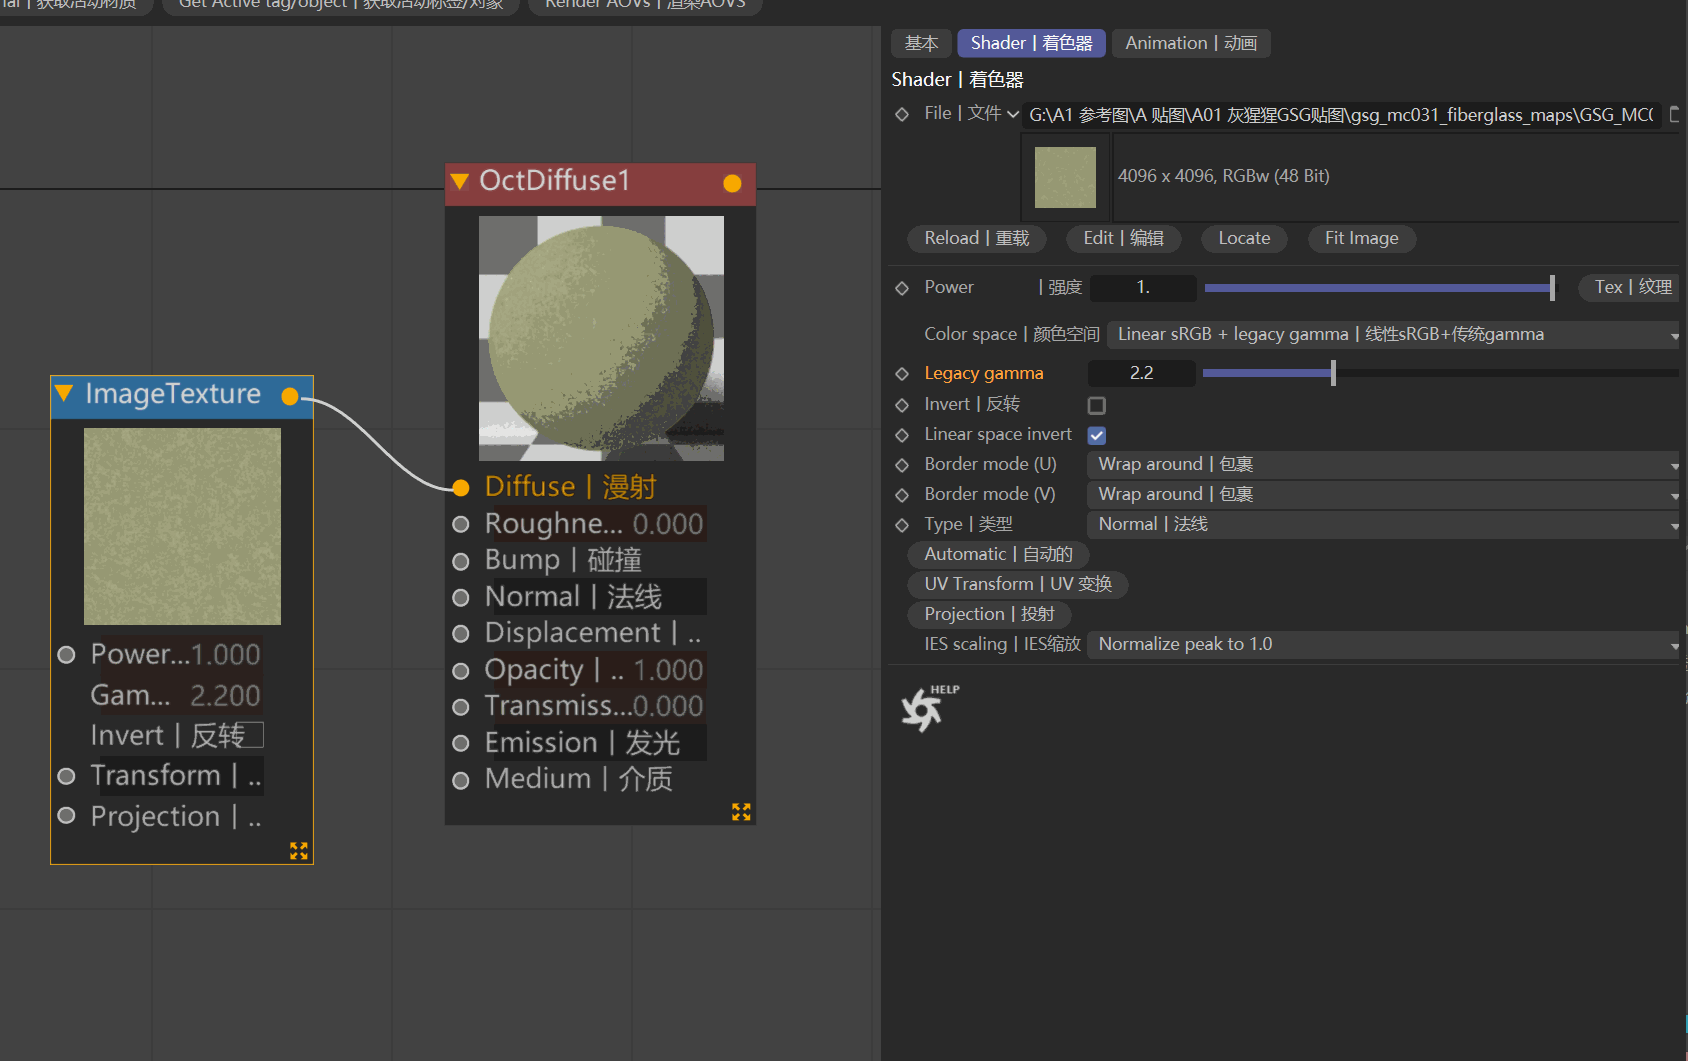 ial | 获取活动材质
Get Active tag/object | 获取活动标签/对象
Render AOVs | 渲染AOVS
基本
Shader | 着色器
Animation | 动画
Shader | 着色器
File | 文件
G:\A1 参考图\A 贴图\A01 灰猩猩GSG贴图\gsg_mc031_fiberglass_maps\GSG_MC0
4096 x 4096, RGBw (48 Bit)
Reload | 重载
Edit | 编辑
Locate
Fit Image
Power | 强度
1.
Tex | 纹理
Color space | 颜色空间
Linear sRGB + legacy gamma | 线性sRGB+传统gamma
Legacy gamma
2.2
Invert | 反转
Linear space invert
Border mode (U)
Wrap around | 包裹
Border mode (V)
Wrap around | 包裹
Type | 类型
Normal | 法线
Automatic | 自动的
UV Transform | UV 变换
Projection | 投射
IES scaling | IES缩放
Normalize peak to 1.0
HELP
OctDiffuse1
Diffuse | 漫射
Roughne... 0.000
Bump | 碰撞
Normal | 法线
Displacement | ..
Opacity | .. 1.000
Transmiss...0.000
Emission | 发光
Medium | 介质
ImageTexture
Power...1.000
Gam... 2.200
Invert | 反转
Transform | ..
Projection | ..